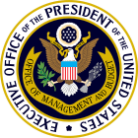 EXECUTIVE OFFICE OF THE PRESIDENT OF THE UNITED STATES
OFFICE OF MANAGEMENT AND BUDGET